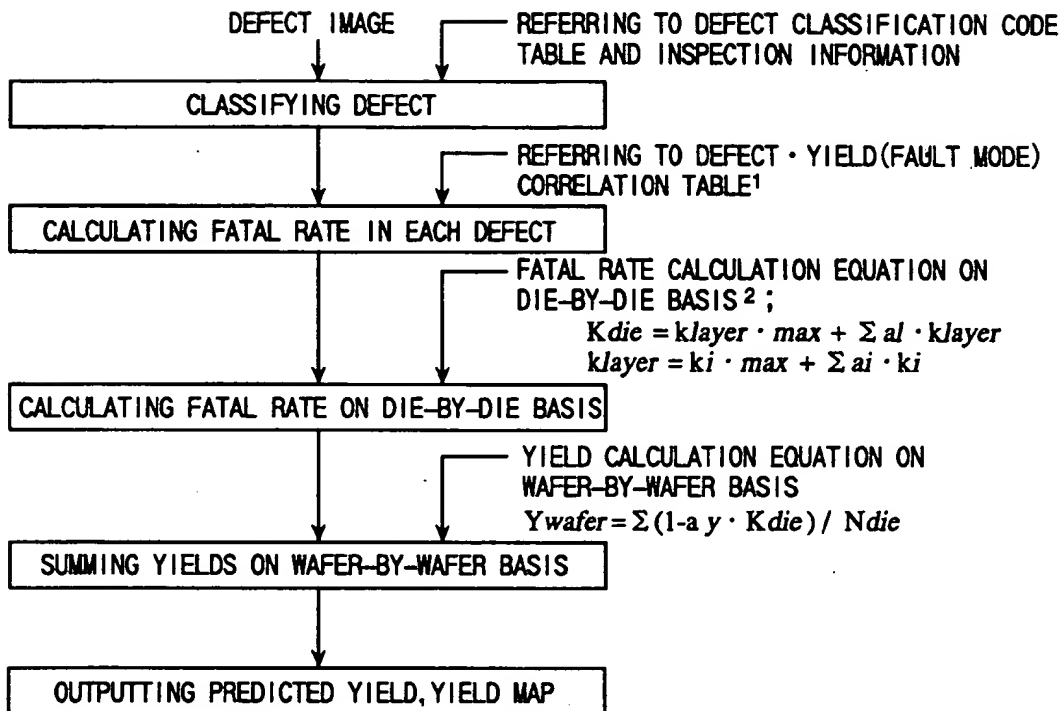 DEFECT IMAGE
REFERRING TO DEFECT CLASSIFICATION CODE
TABLE AND INSPECTION INFORMATION
CLASSIFYING DEFECT
REFERRING TO DEFECT・YIELD(FAULT MODE)
CORRELATION TABLE¹
CALCULATING FATAL RATE IN EACH DEFECT
FATAL RATE CALCULATION EQUATION ON
DIE-BY-DIE BASIS²;
Kdie = klayer・max + Σ al・klayer
klayer = ki・max + Σ ai・ki
CALCULATING FATAL RATE ON DIE-BY-DIE BASIS
YIELD CALCULATION EQUATION ON
WAFER-BY-WAFER BASIS
Ywafer = Σ(1-a y・Kdie) / Ndie
SUMMING YIELDS ON WAFER-BY-WAFER BASIS
OUTPUTTING PREDICTED YIELD, YIELD MAP